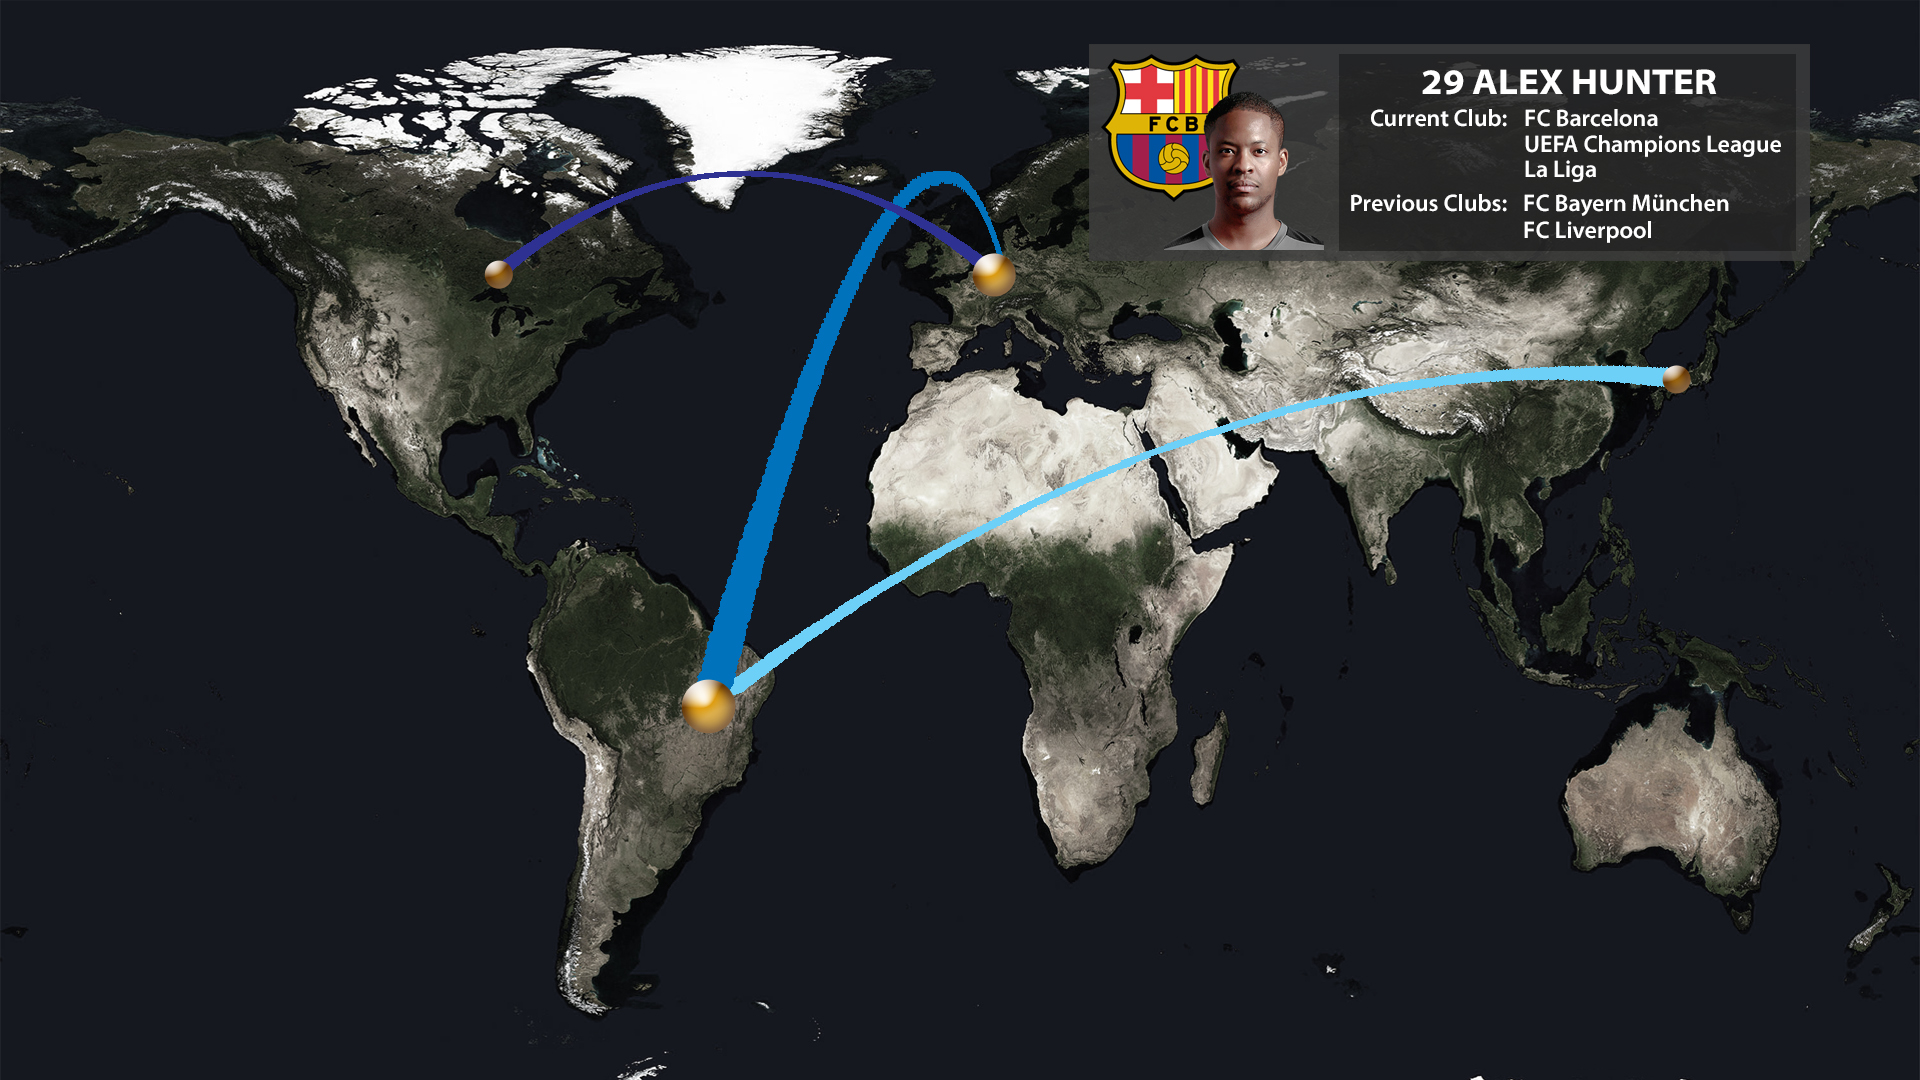 FCB
29 ALEX HUNTER
Current Club: FC Barcelona
UEFA Champions League
La Liga
Previous Clubs: FC Bayern München
FC Liverpool